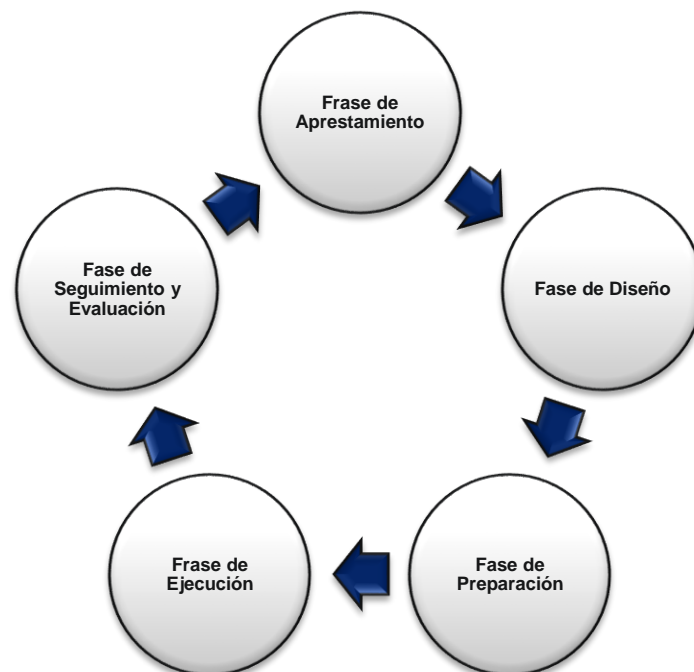 Frase de
Aprestamiento
Fase de Diseño
Fase de
Preparación
Frase de
Ejecución
Fase de
Seguimiento y
Evaluación